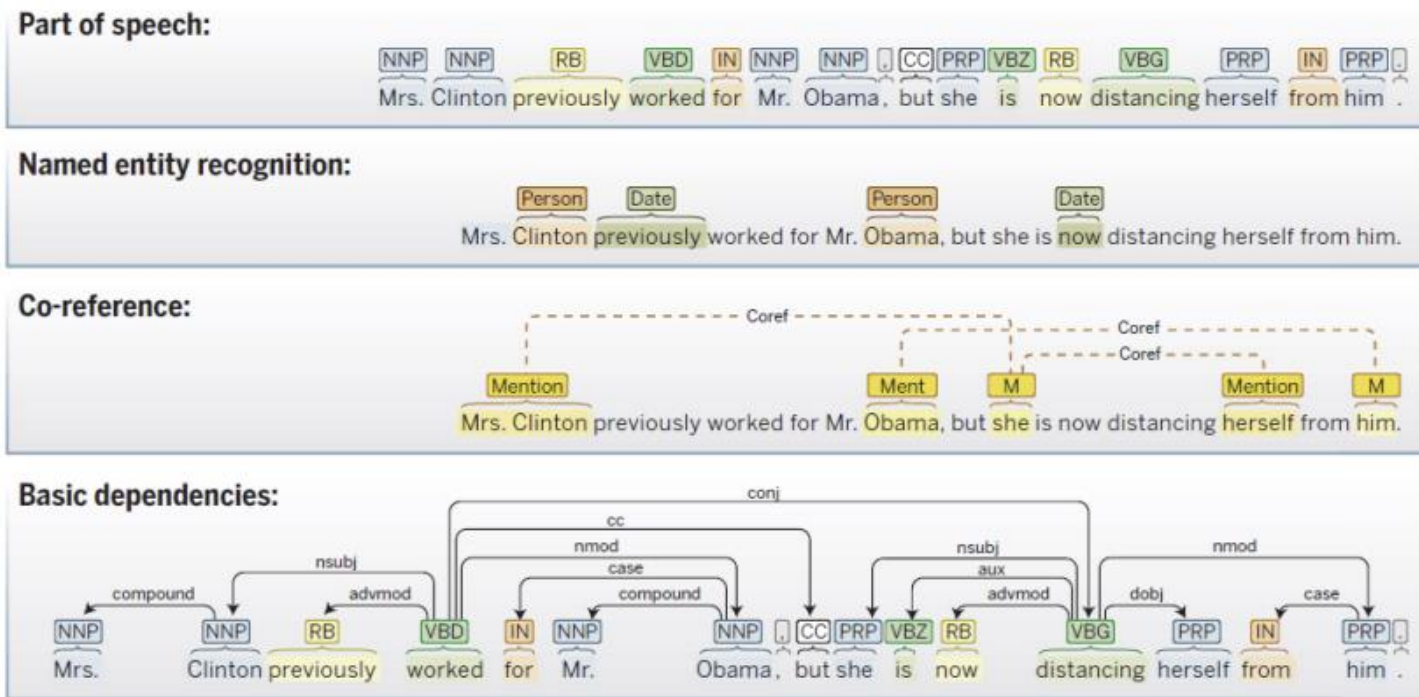 Part of speech:
NNP NNP RB VBD IN NNP NNP , CC PRP VBZ RB VBG PRP IN PRP .
Mrs. Clinton previously worked for Mr. Obama, but she is now distancing herself from him .
Named entity recognition:
Person Date Person Date
Mrs. Clinton previously worked for Mr. Obama, but she is now distancing herself from him.
Co-reference:
Coref
Coref
Coref
Mention Ment M Mention M
Mrs. Clinton previously worked for Mr. Obama, but she is now distancing herself from him.
Basic dependencies:
conj
cc
nmod nsubj nmod
nsubj case aux
compound advmod compound advmod dobj case
NNP NNP RB VBD IN NNP NNP , CC PRP VBZ RB VBG PRP IN PRP .
Mrs. Clinton previously worked for Mr. Obama, but she is now distancing herself from him .